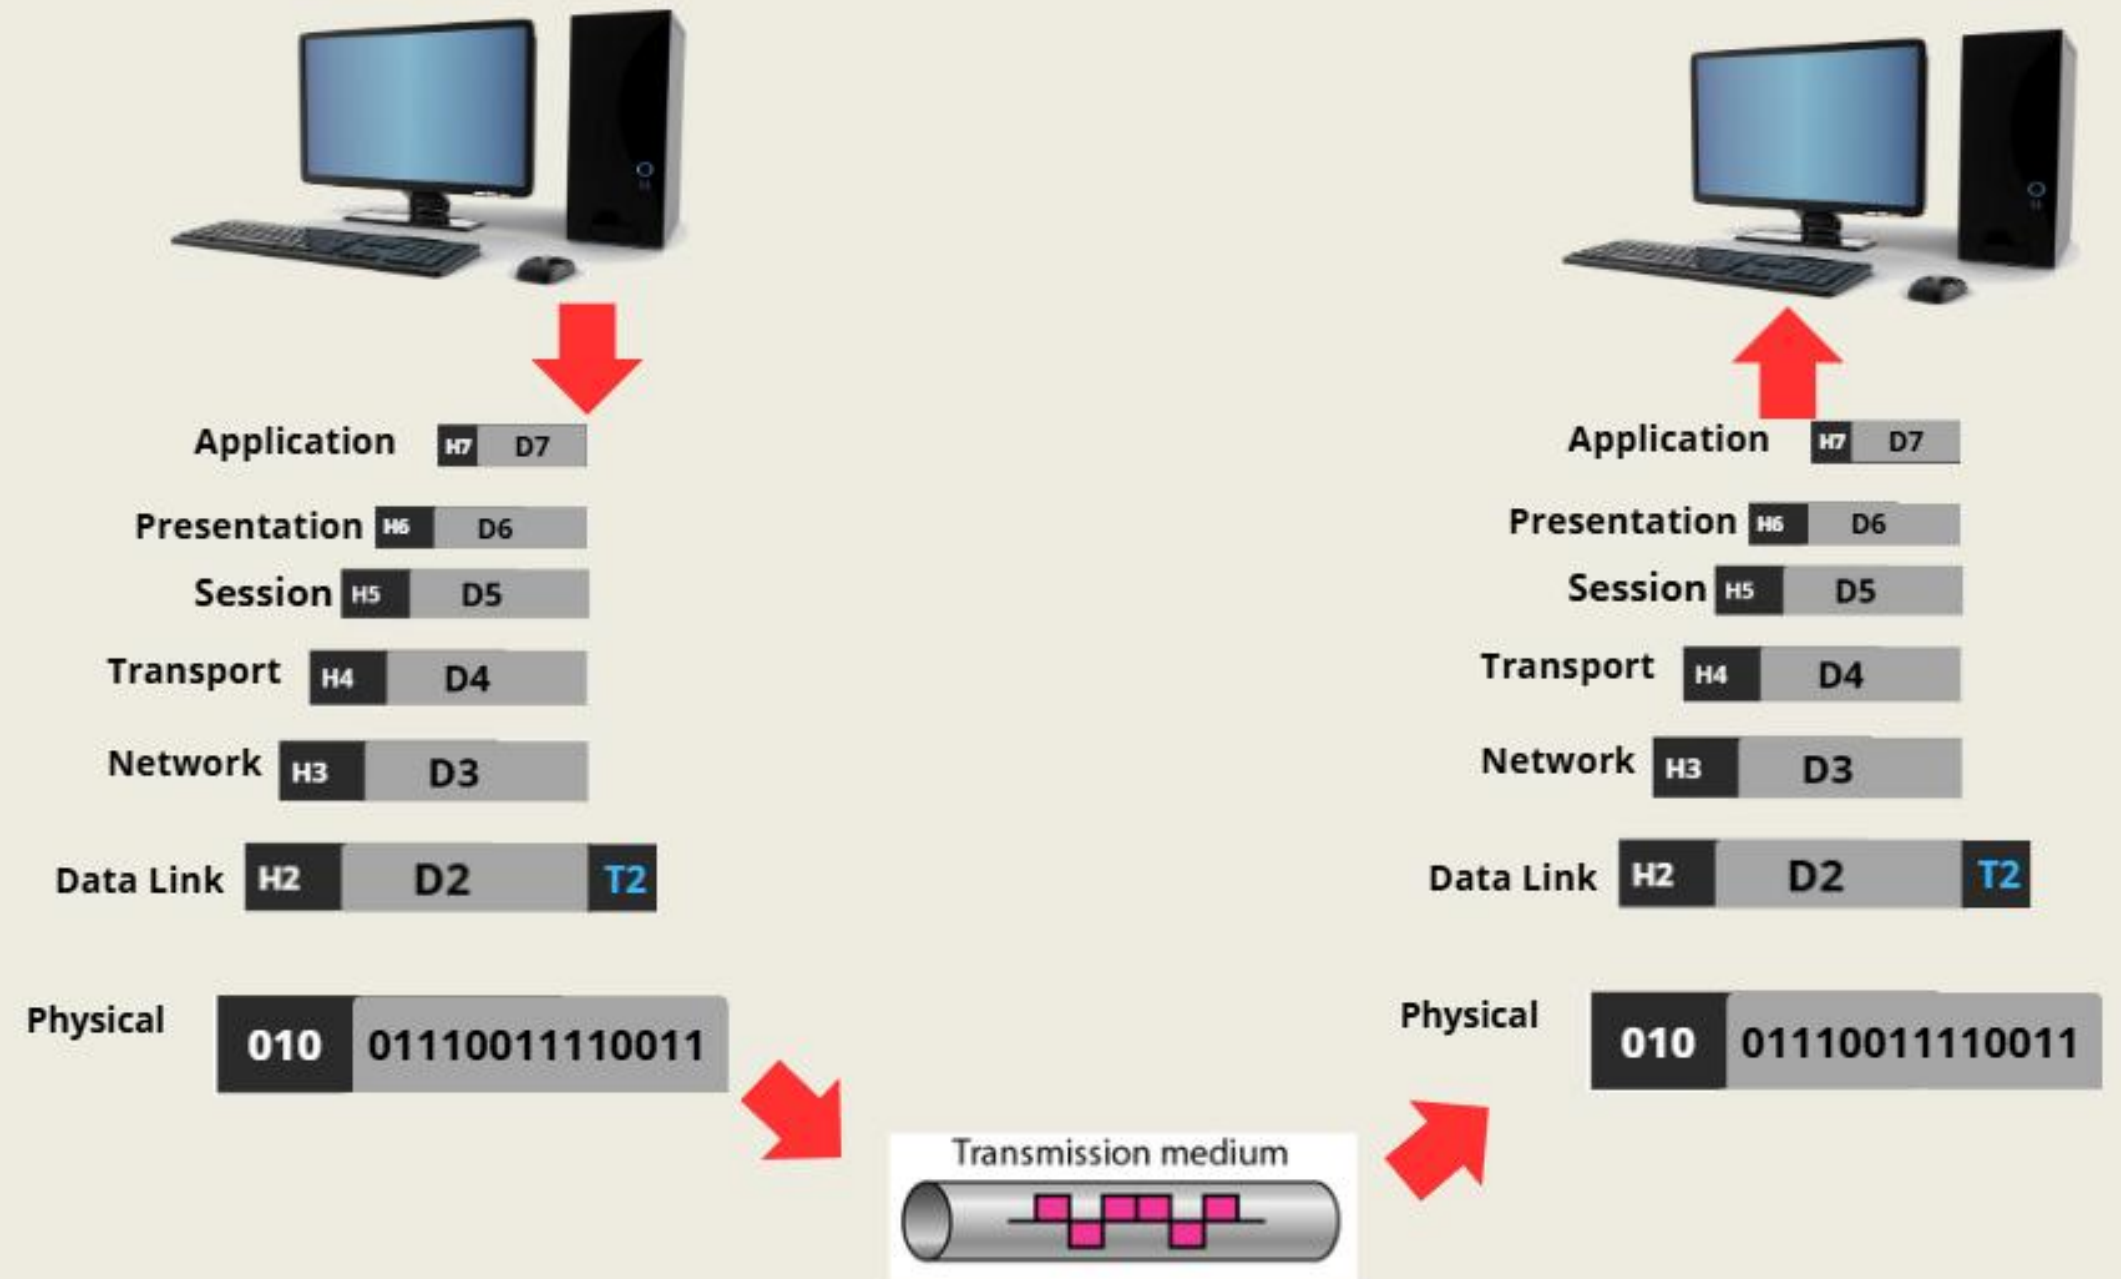 Application H7 D7
Presentation H6 D6
Session H5 D5
Transport H4 D4
Network H3 D3
Data Link H2 D2 T2
Physical 010 01110011110011
Transmission medium
Application H7 D7
Presentation H6 D6
Session H5 D5
Transport H4 D4
Network H3 D3
Data Link H2 D2 T2
Physical 010 01110011110011